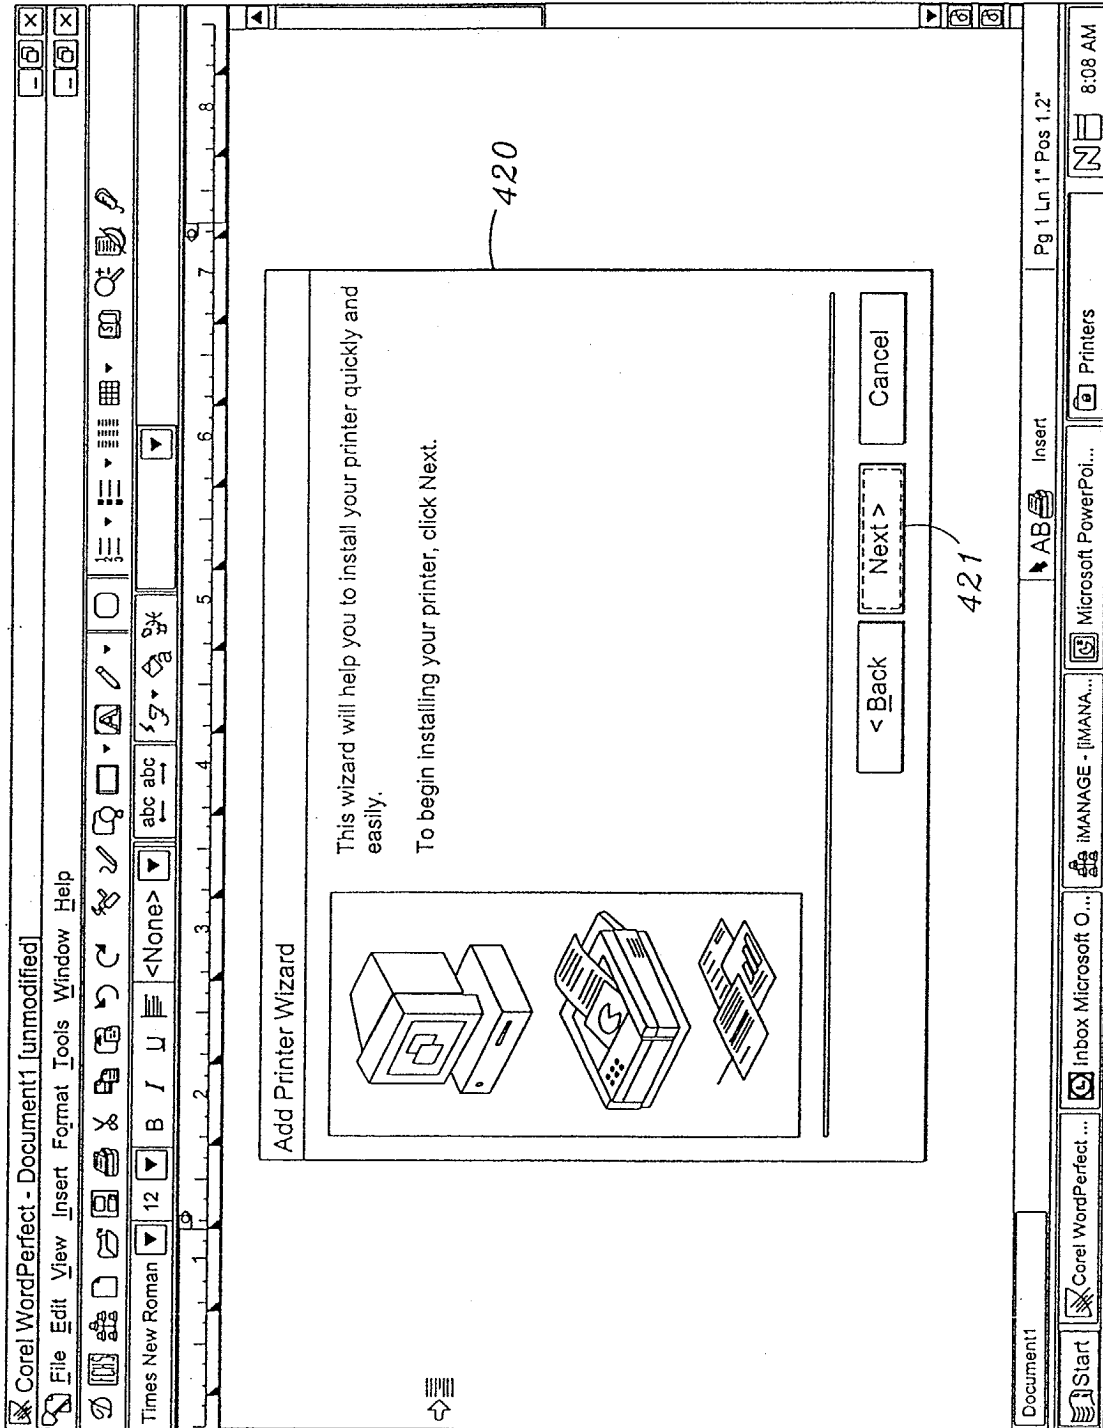 Corel WordPerfect - Document1 [unmodified]
File Edit View Insert Format Tools Window Help
Times New Roman 12 B I U <None> abc abc
1 2 3 4 5 6 7 8
Add Printer Wizard
This wizard will help you to install your printer quickly and
easily.
To begin installing your printer, click Next.
420
< Back Next > Cancel
421
Document1 AB Insert Pg 1 Ln 1" Pos 1.2"
Start Corel WordPerfect ... Inbox Microsoft O... iMANAGE - [iMANA... Microsoft PowerPoi... Printers 8:08 AM